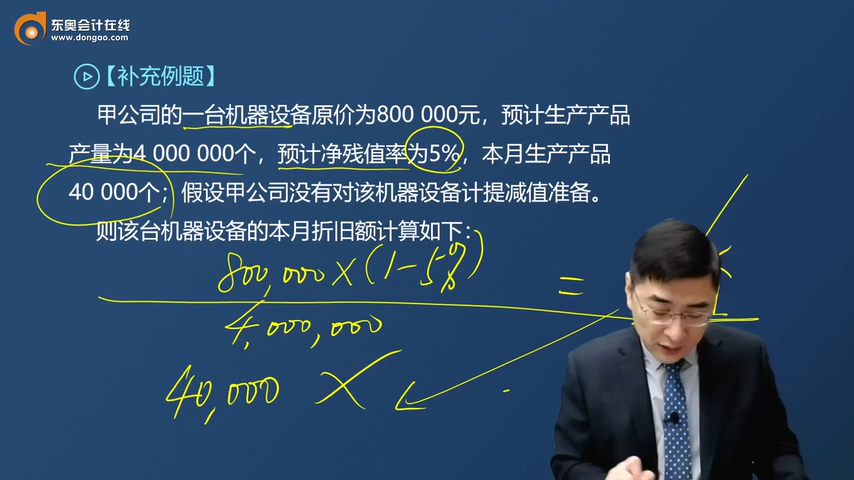 东奥会计在线
www.dongao.com
【补充例题】
甲公司的一台机器设备原价为800 000元，预计生产产品
产量为4 000 000个，预计净残值率为5%，本月生产产品
40 000个；假设甲公司没有对该机器设备计提减值准备。
则该台机器设备的本月折旧额计算如下：
800,000×(1-5%) =
4,000,000
40,000 ×